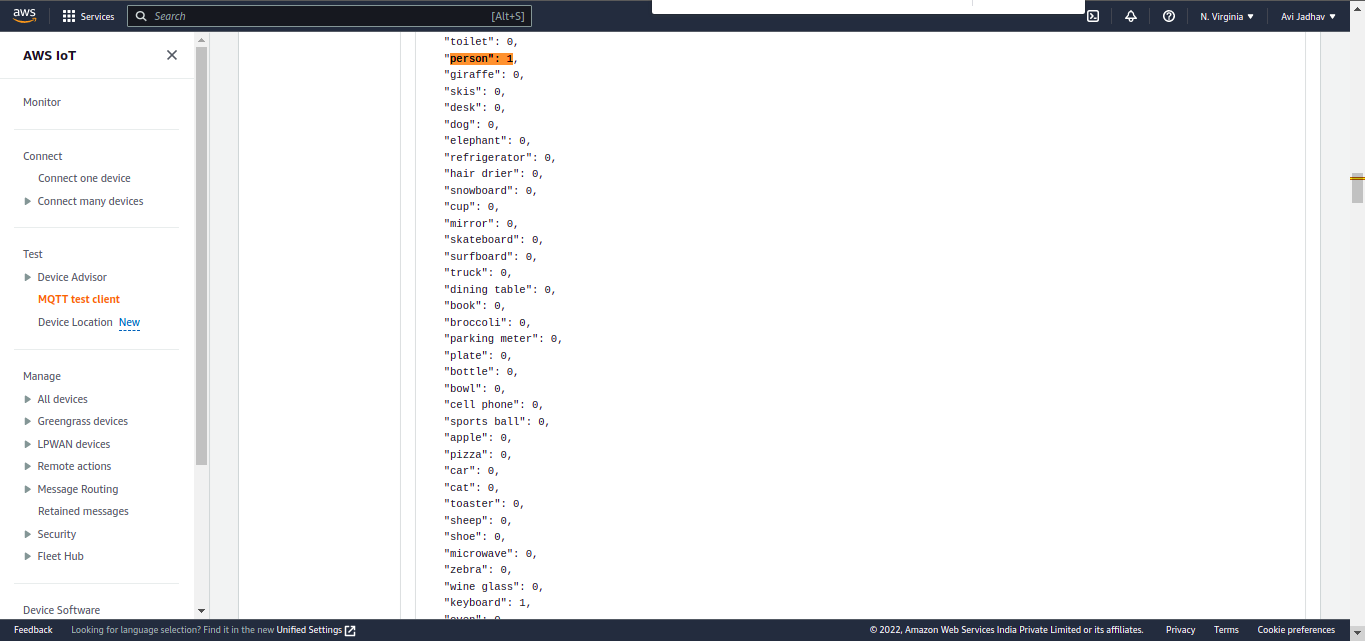 aws
Services
Search
[Alt+S]
N. Virginia
Avi Jadhav
AWS IoT
Monitor
Connect
Connect one device
Connect many devices
Test
Device Advisor
MQTT test client
Device Location New
Manage
All devices
Greengrass devices
LPWAN devices
Remote actions
Message Routing
Retained messages
Security
Fleet Hub
Device Software
"toilet": 0,
"person": 1,
"giraffe": 0,
"skis": 0,
"desk": 0,
"dog": 0,
"elephant": 0,
"refrigerator": 0,
"hair drier": 0,
"snowboard": 0,
"cup": 0,
"mirror": 0,
"skateboard": 0,
"surfboard": 0,
"truck": 0,
"dining table": 0,
"book": 0,
"broccoli": 0,
"parking meter": 0,
"plate": 0,
"bottle": 0,
"bowl": 0,
"cell phone": 0,
"sports ball": 0,
"apple": 0,
"pizza": 0,
"car": 0,
"cat": 0,
"toaster": 0,
"sheep": 0,
"shoe": 0,
"microwave": 0,
"zebra": 0,
"wine glass": 0,
"keyboard": 1,
Feedback
Looking for language selection? Find it in the new Unified Settings
© 2022, Amazon Web Services India Private Limited or its affiliates.
Privacy
Terms
Cookie preferences